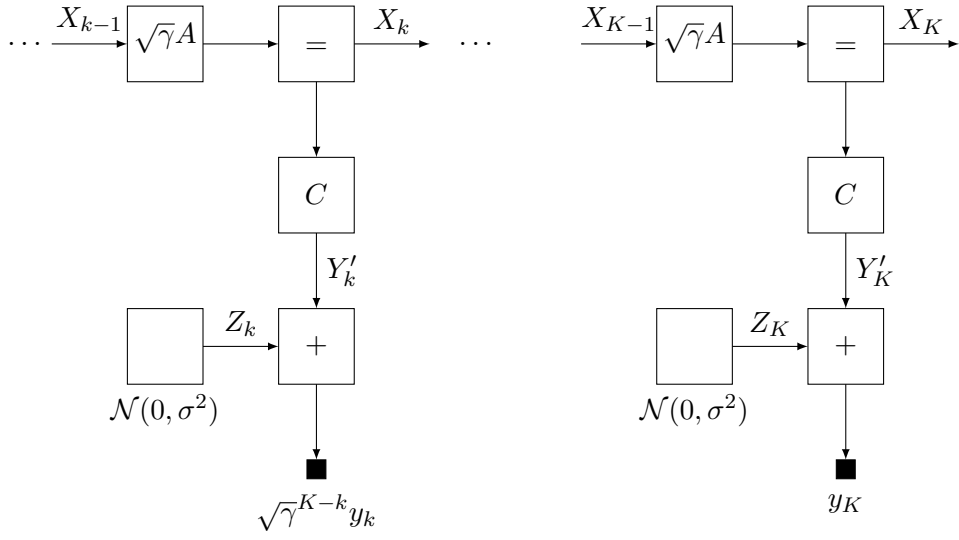 ⋯ X_{k−1} √γA = X_k ⋯ X_{K−1} √γA = X_K
C C
Y′_k Y′_K
Z_k + Z_K +
𝒩(0, σ²) 𝒩(0, σ²)
√γ^{K−k} y_k y_K